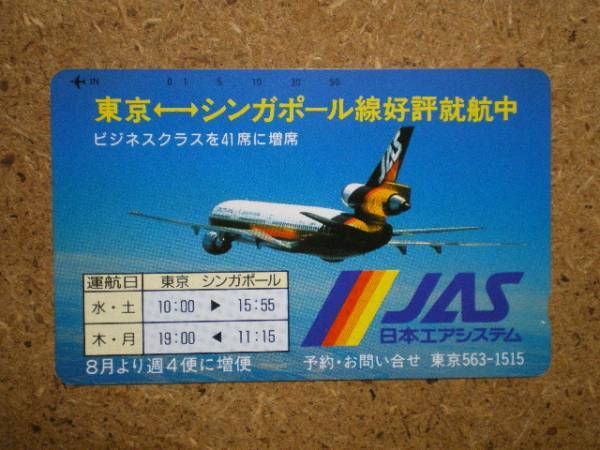 IN 0 1 5 10 30 50
東京⟷シンガポール線好評就航中
ビジネスクラスを41席に増席
JAS
運航日 東京 シンガポール
水・土 10:00 ▶ 15:55
木・月 19:00 ◀ 11:15
8月より週4便に増便
JAS
日本エアシステム
予約・お問い合せ 東京563-1515